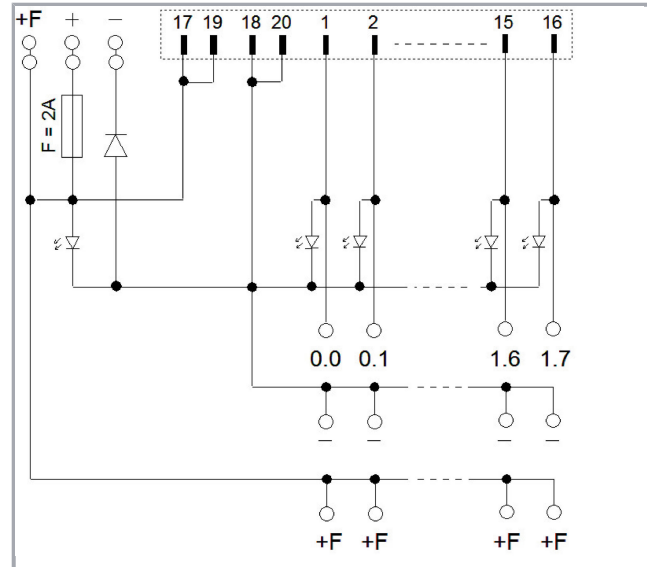 +F + − 17 19 18 20 1 2 15 16
F = 2A
0.0 0.1 1.6 1.7
− − − −
+F +F +F +F